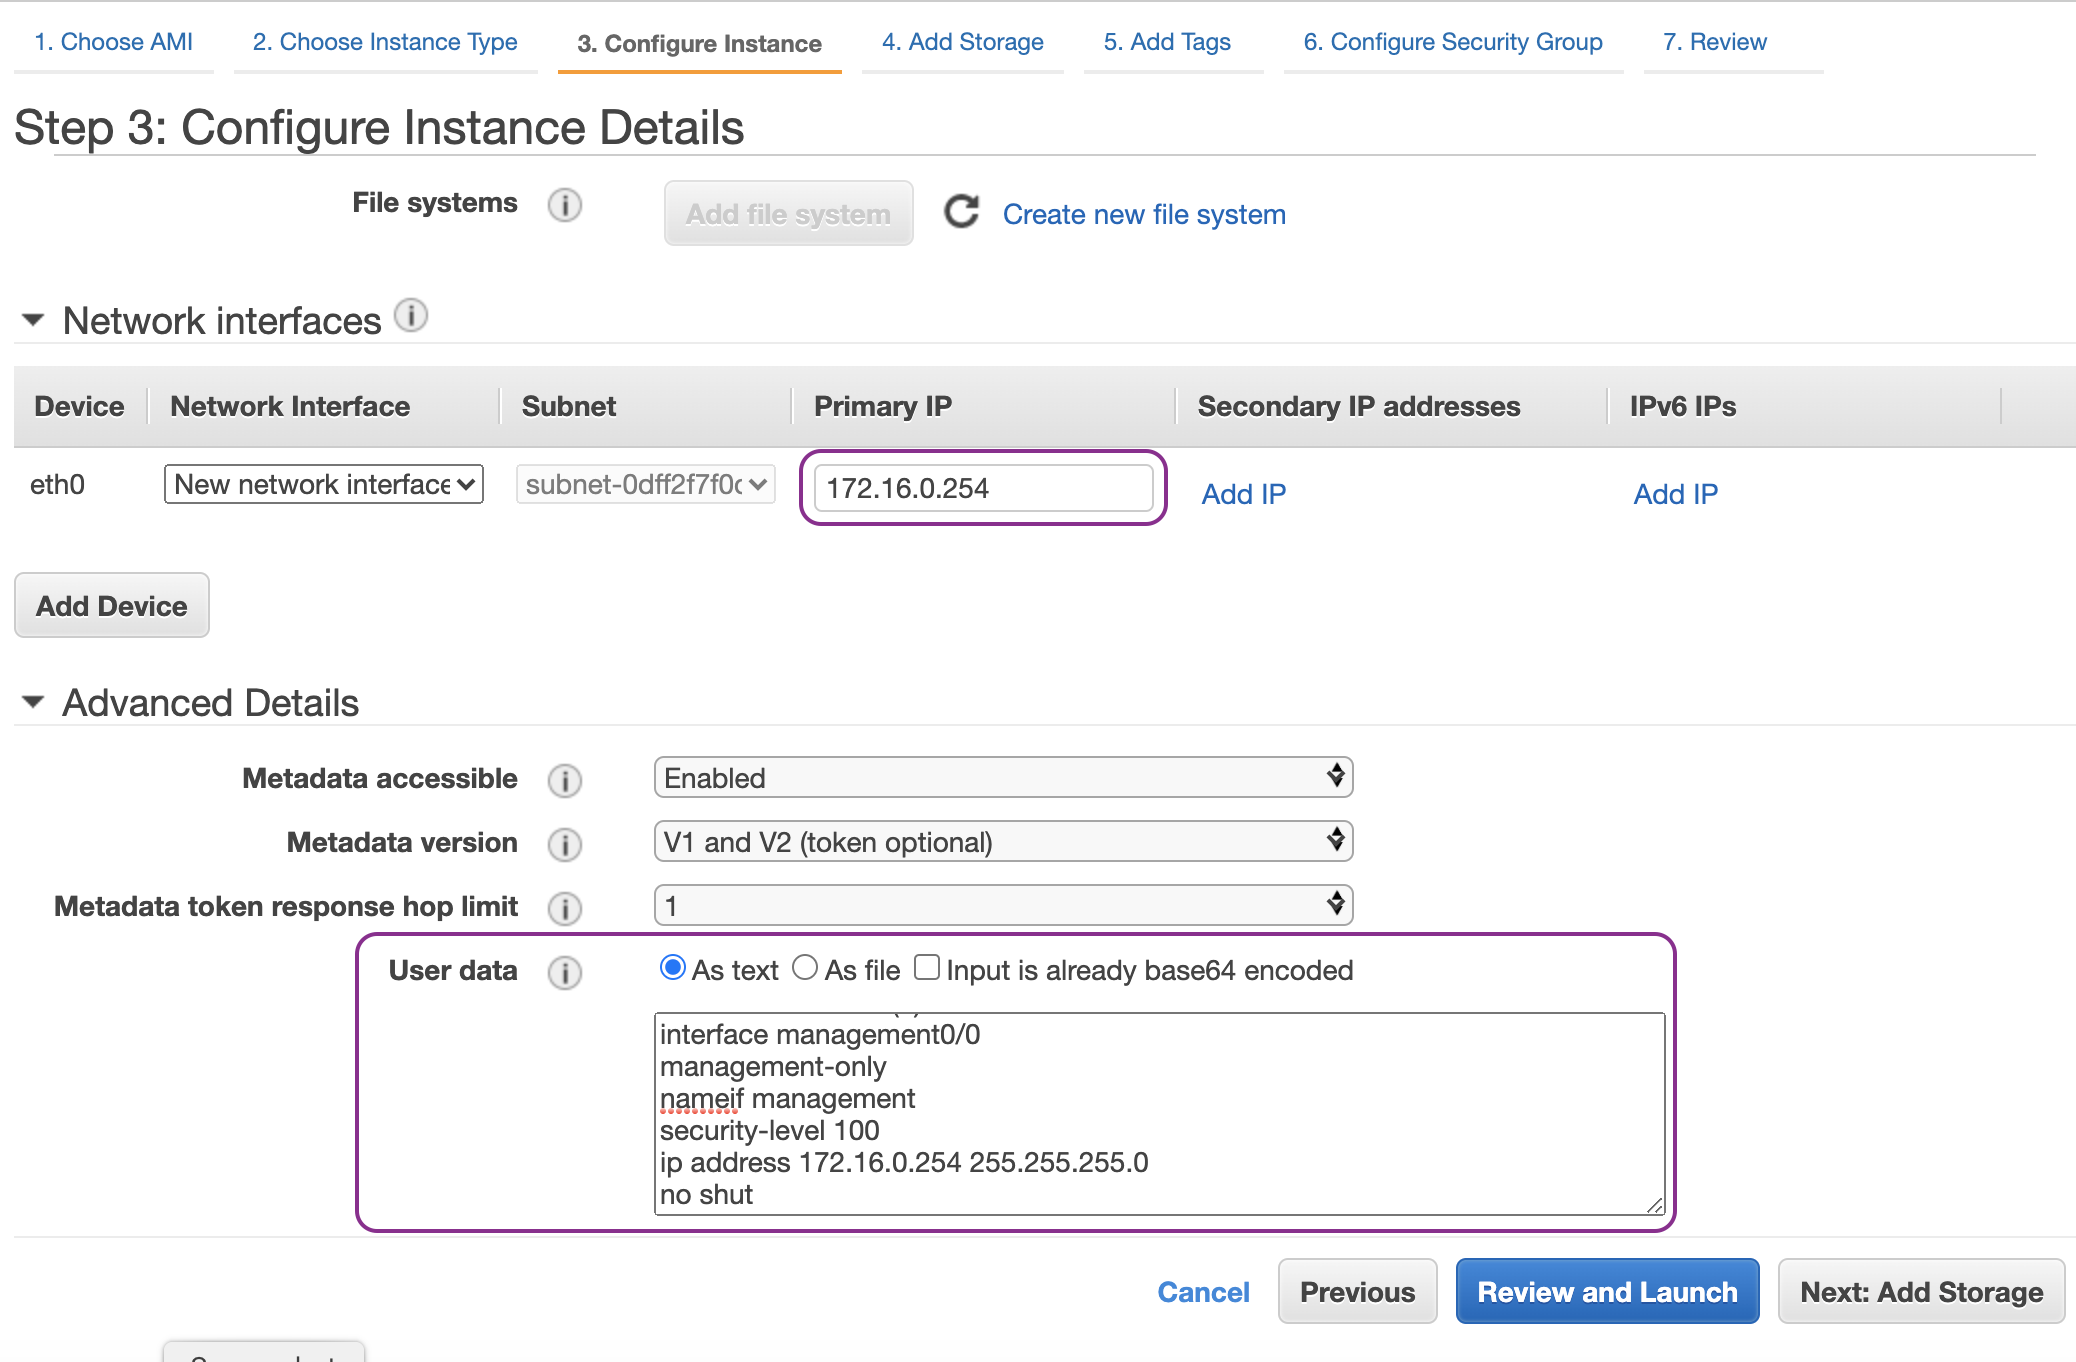 1. Choose AMI 2. Choose Instance Type 3. Configure Instance 4. Add Storage 5. Add Tags 6. Configure Security Group 7. Review
Step 3: Configure Instance Details
File systems Add file system Create new file system
Network interfaces
Device Network Interface Subnet Primary IP Secondary IP addresses IPv6 IPs
eth0 New network interface subnet-0dff2f7f0c 172.16.0.254 Add IP Add IP
Add Device
Advanced Details
Metadata accessible Enabled
Metadata version V1 and V2 (token optional)
Metadata token response hop limit 1
User data As text As file Input is already base64 encoded
interface management0/0
management-only
nameif management
security-level 100
ip address 172.16.0.254 255.255.255.0
no shut
Cancel Previous Review and Launch Next: Add Storage